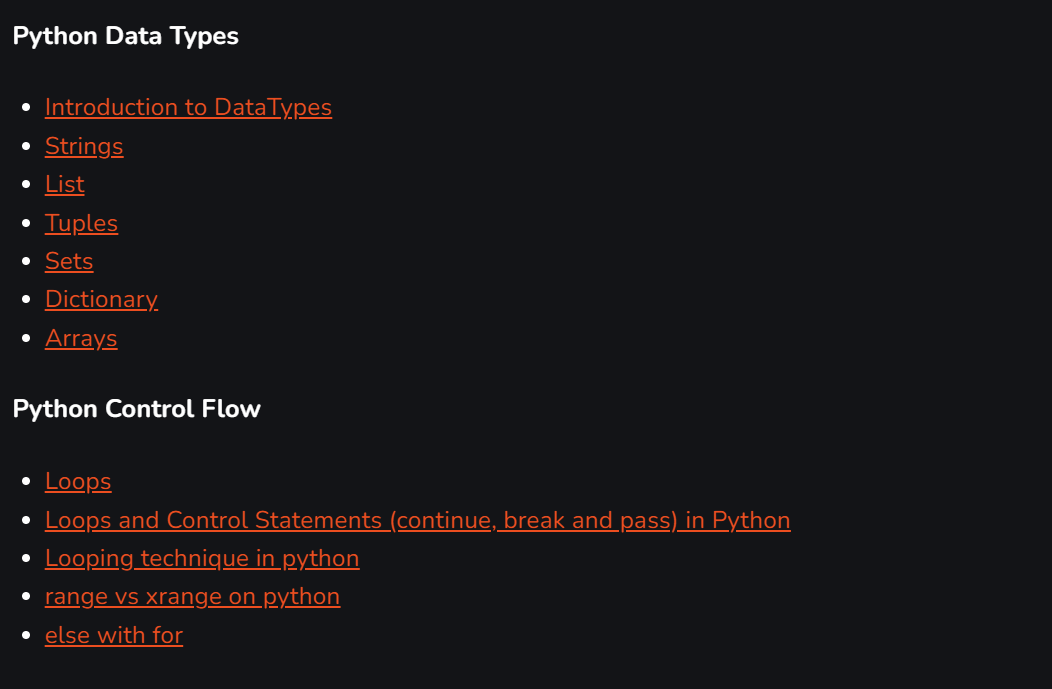 Python Data Types
Introduction to DataTypes
Strings
List
Tuples
Sets
Dictionary
Arrays
Python Control Flow
Loops
Loops and Control Statements (continue, break and pass) in Python
Looping technique in python
range vs xrange on python
else with for